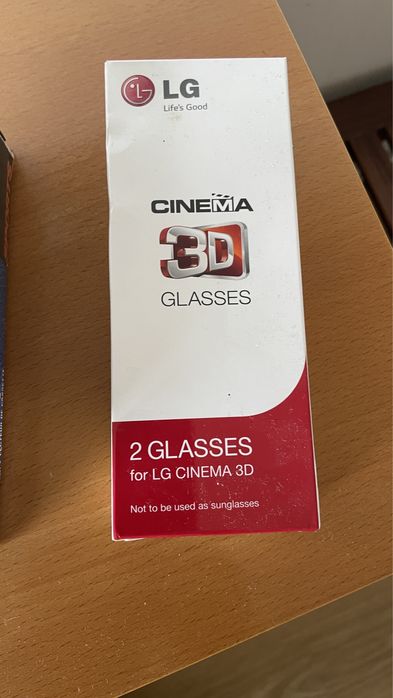 LG
Life's Good
CINEMA
3D
GLASSES
2 GLASSES
for LG CINEMA 3D
Not to be used as sunglasses